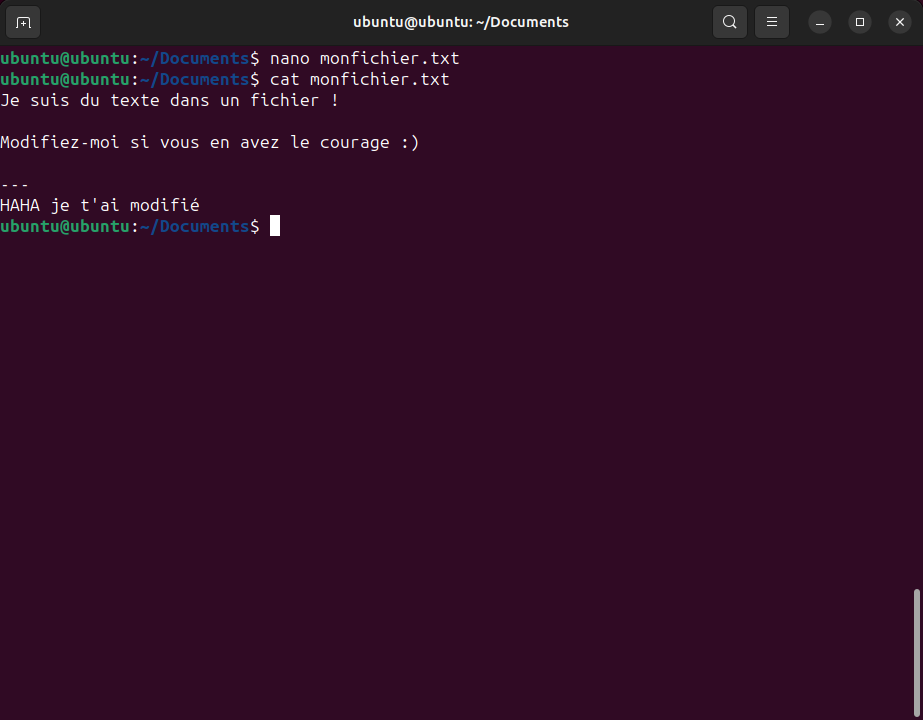 ubuntu@ubuntu: ~/Documents
ubuntu@ubuntu:~/Documents$ nano monfichier.txt
ubuntu@ubuntu:~/Documents$ cat monfichier.txt
Je suis du texte dans un fichier !
Modifiez-moi si vous en avez le courage :)
---
HAHA je t'ai modifié
ubuntu@ubuntu:~/Documents$